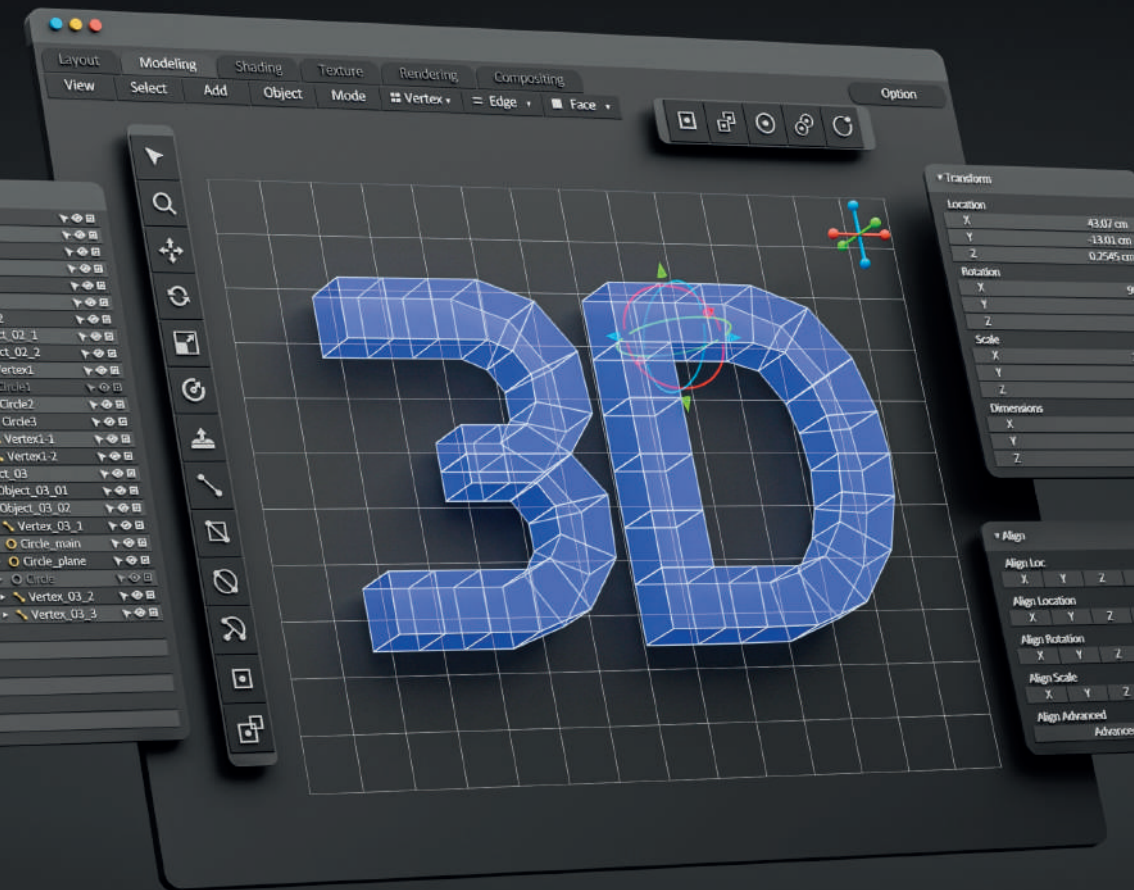 Layout Modeling Shading Texture Rendering Compositing
View Select Add Object Mode Vertex Edge Face
Option
2
ct_02_1
ct_02_2
ertex1
Circle1
Circle2
Circle3
Vertex1-1
Vertex1-2
ct_03
Object_03_01
Object_03_02
Vertex_03_1
Circle_main
Circle_plane
Circle
Vertex_03_2
Vertex_03_3
3D
Transform
Location
X 43.07 cm
Y -13.01 cm
Z 0.2545 cm
Rotation
X 9
Y
Z
Scale
X
Y
Z
Dimensions
X
Y
Z
Align
Align Loc
X Y Z
Align Location
X Y Z
Align Rotation
X Y Z
Align Scale
X Y Z
Align Advanced
Advanced